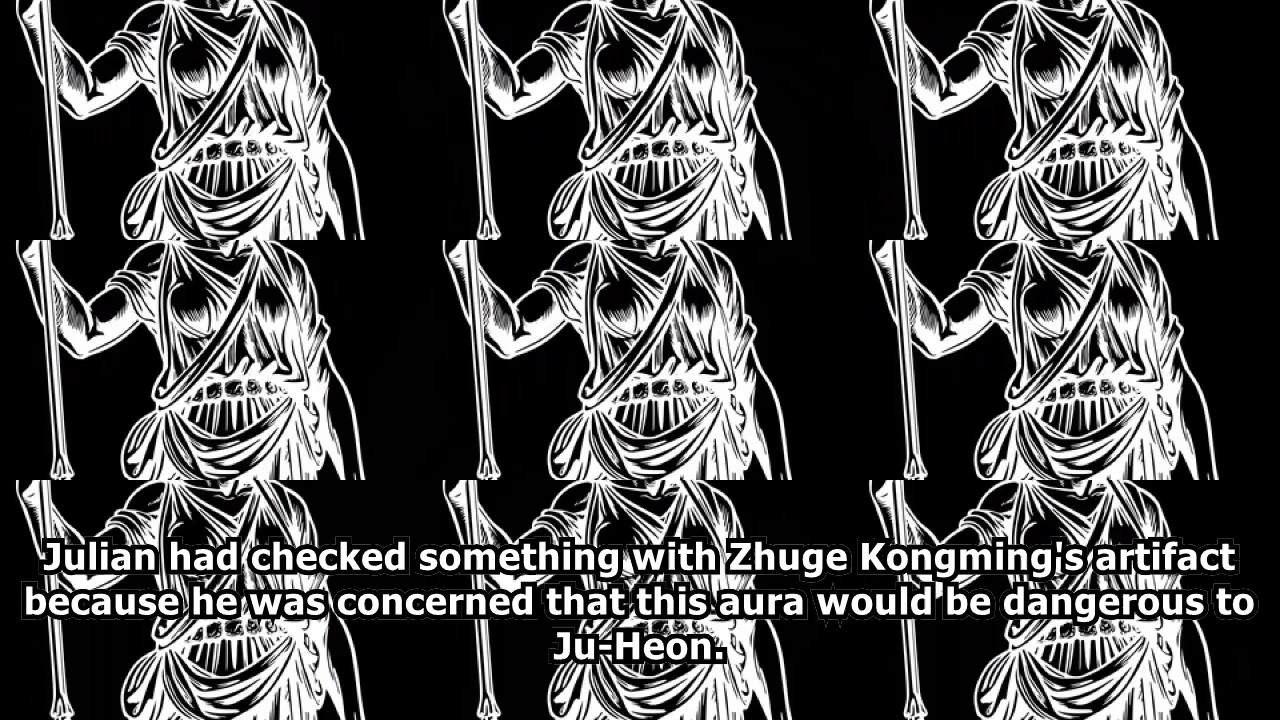 Julian had checked something with Zhuge Kongming's artifact
because he was concerned that this aura would be dangerous to
Ju-Heon.